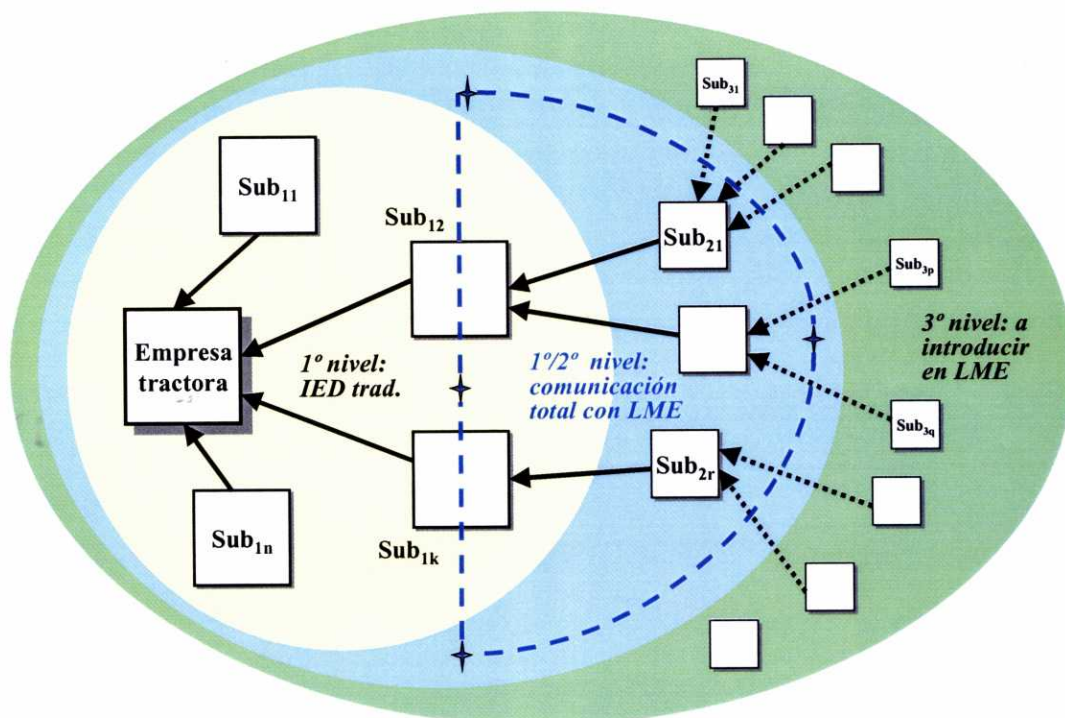 Sub31
Sub11
Sub12
Sub21
Sub3p
Empresa
tractora
1º nivel:
IED trad.
1º/2º nivel:
comunicación
total con LME
3º nivel: a
introducir
en LME
Sub3q
Sub2r
Sub1n
Sub1k